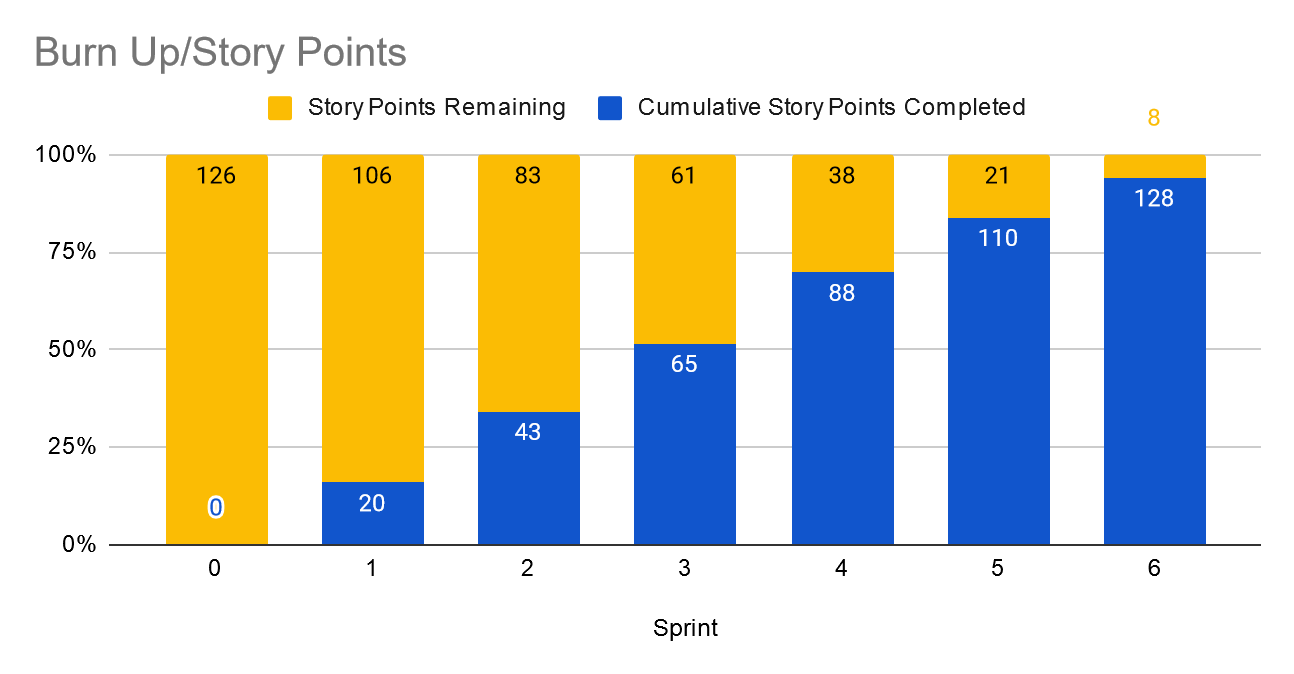 Burn Up/Story Points
Story Points Remaining Cumulative Story Points Completed
8
100%
126 106 83 61 38 21
128
110
75%
88
50%
65
43
25%
0 20
0%
0 1 2 3 4 5 6
Sprint